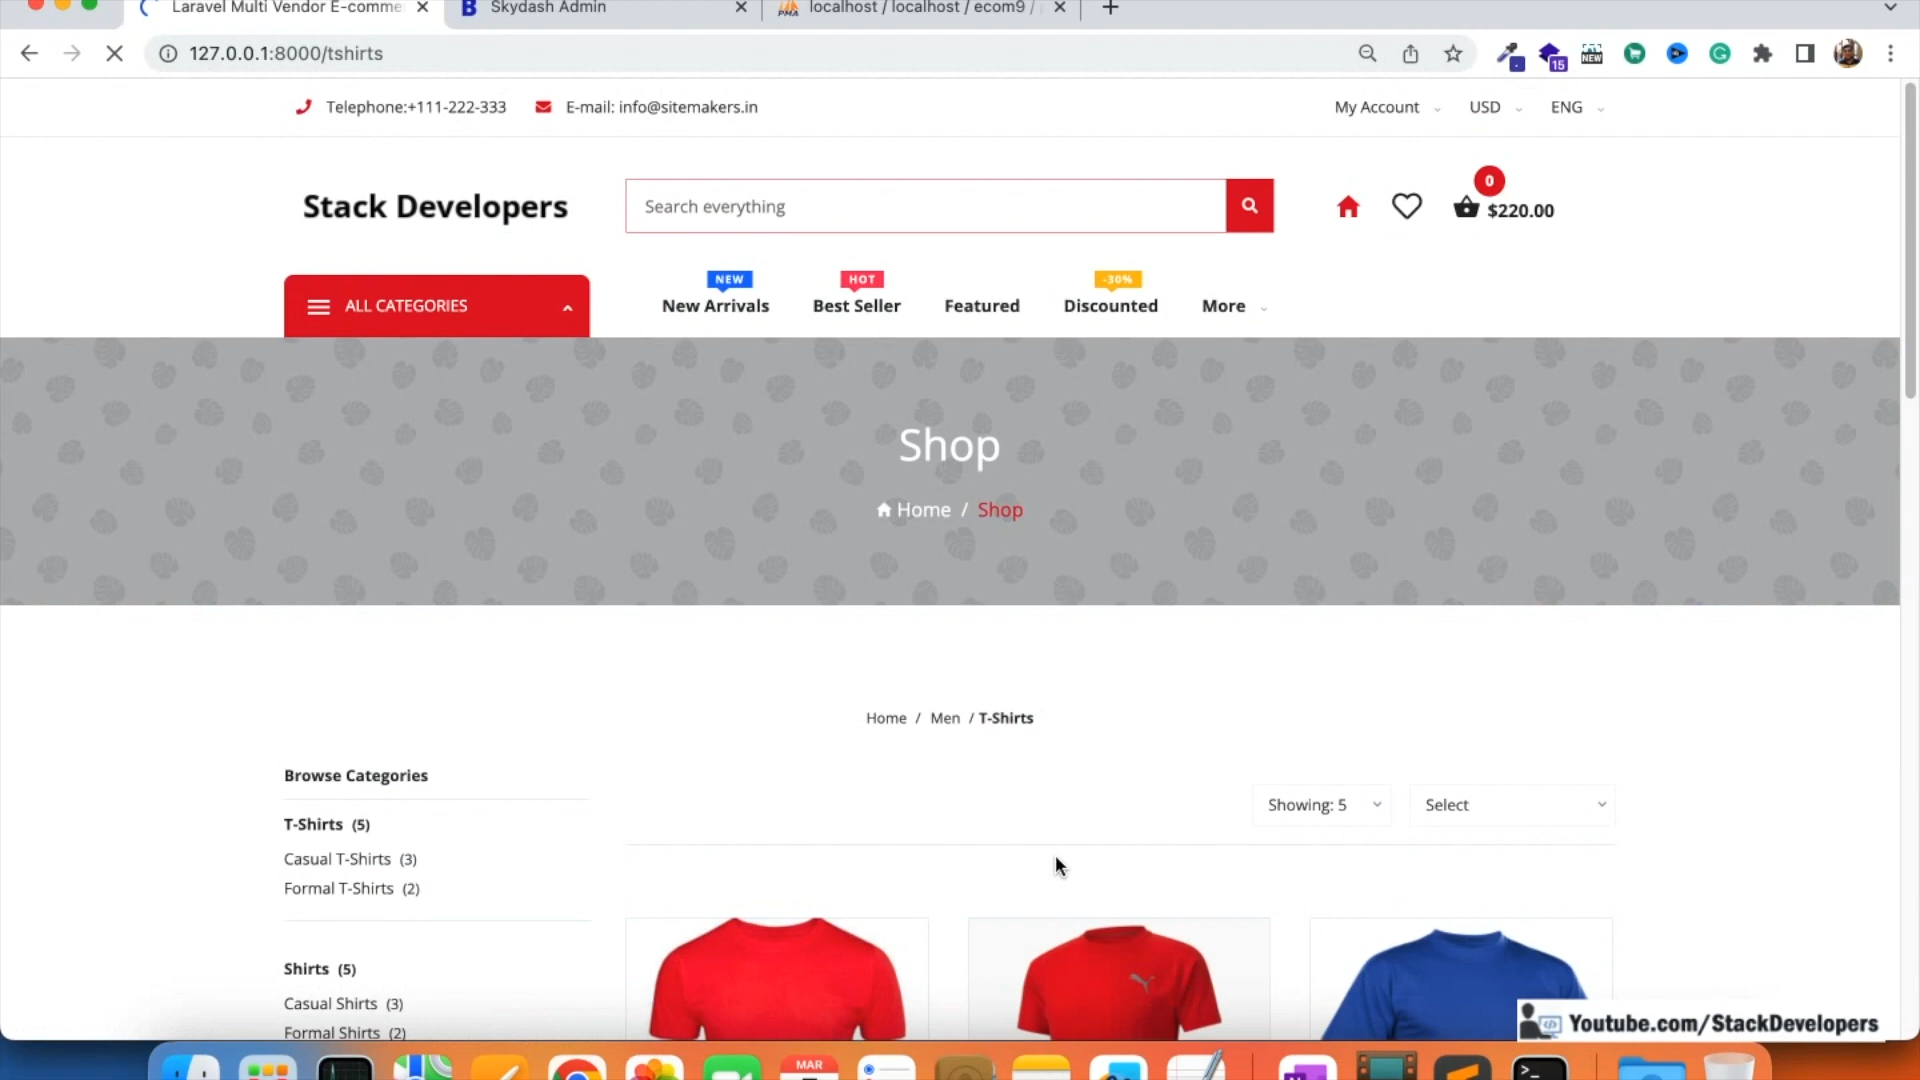 Laravel Multi Vendor E-comme
Skydash Admin
localhost / localhost / ecom9 /
127.0.0.1:8000/tshirts
15
NEW
Telephone:+111-222-333
E-mail: info@sitemakers.in
My Account
USD
ENG
Stack Developers
Search everything
0
$220.00
ALL CATEGORIES
NEW
New Arrivals
HOT
Best Seller
Featured
-30%
Discounted
More
Shop
Home / Shop
Home / Men / T-Shirts
Browse Categories
Showing: 5
Select
T-Shirts (5)
Casual T-Shirts (3)
Formal T-Shirts (2)
Shirts (5)
Casual Shirts (3)
Formal Shirts (2)
Youtube.com/StackDevelopers
MAR